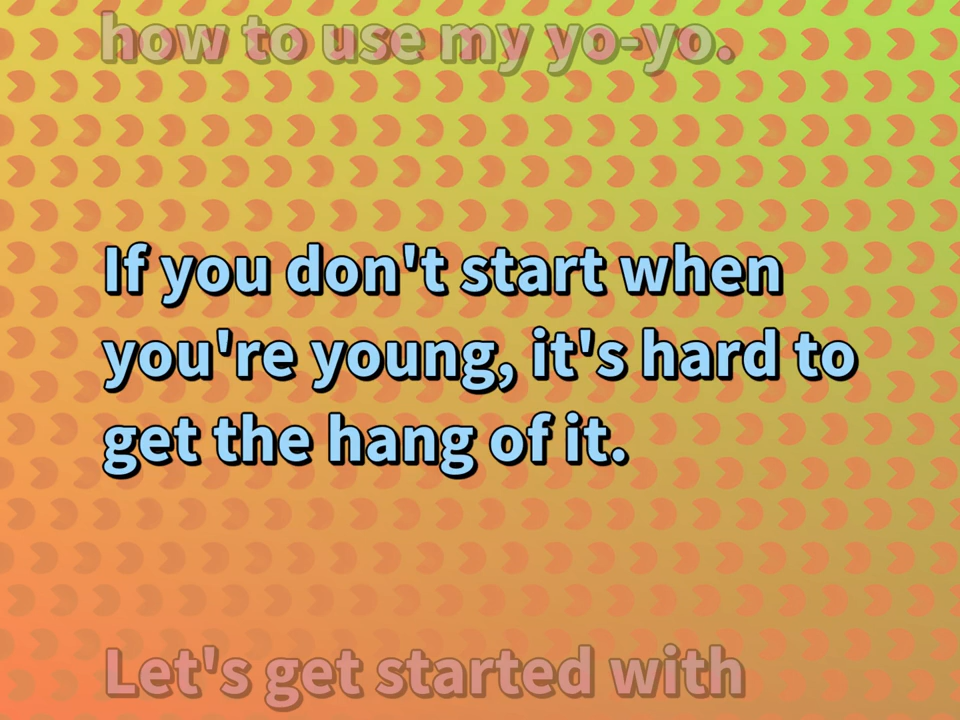 how to use my yo-yo.
If you don't start when
you're young, it's hard to
get the hang of it.
Let's get started with